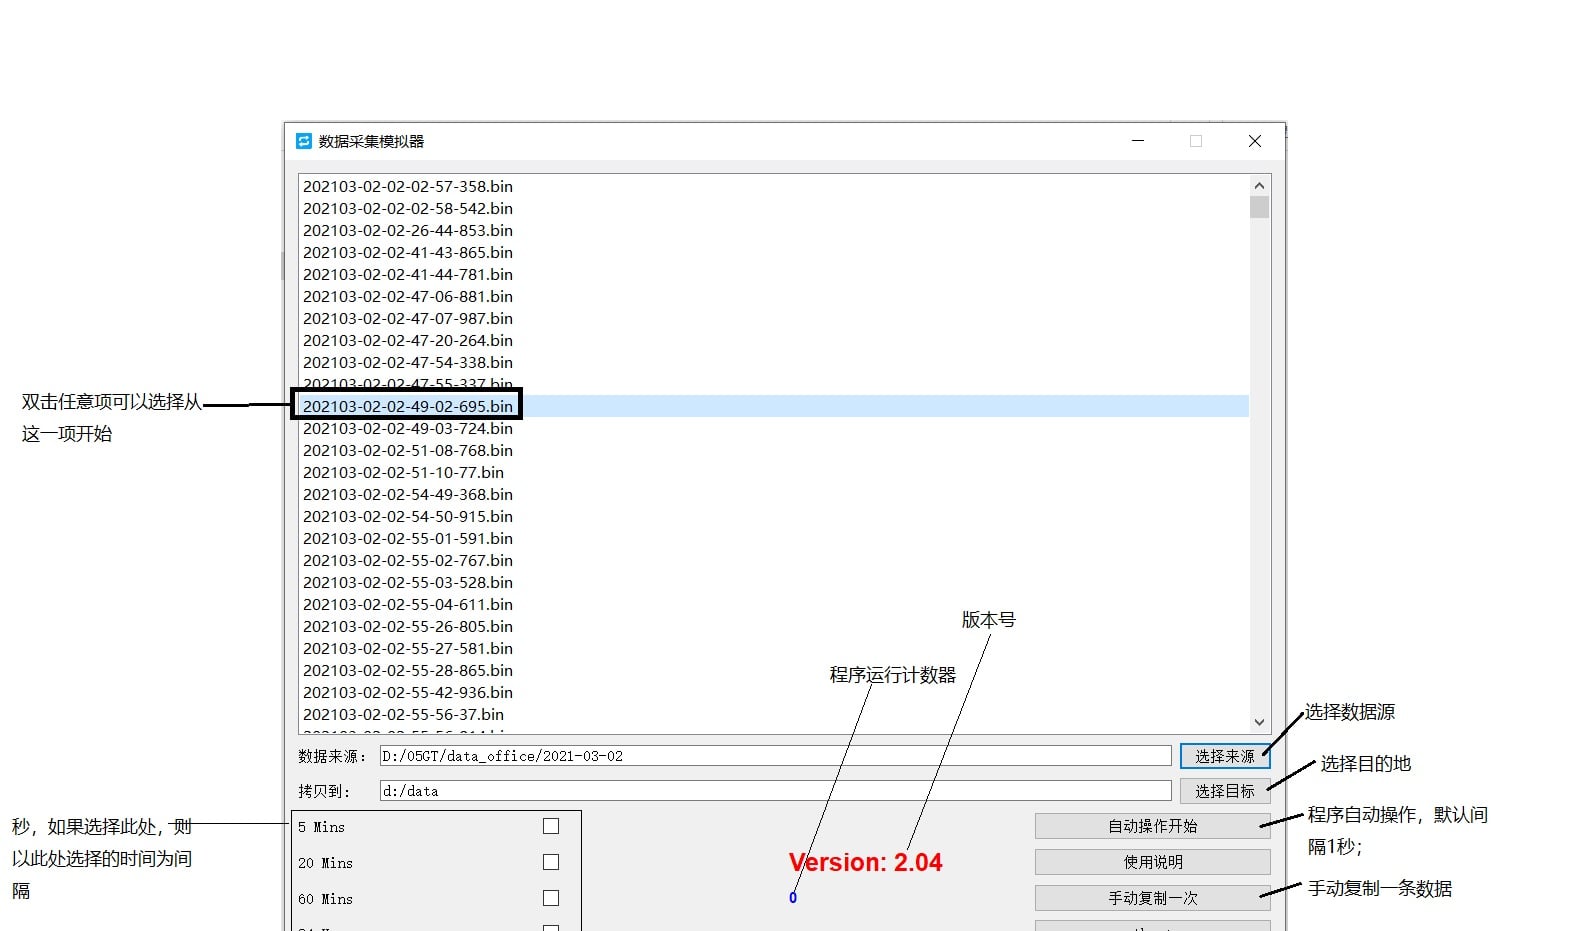 数据采集模拟器
202103-02-02-02-57-358.bin
202103-02-02-02-58-542.bin
202103-02-02-26-44-853.bin
202103-02-02-41-43-865.bin
202103-02-02-41-44-781.bin
202103-02-02-47-06-881.bin
202103-02-02-47-07-987.bin
202103-02-02-47-20-264.bin
202103-02-02-47-54-338.bin
202103-02-02-47-55-337.bin
202103-02-02-49-02-695.bin
202103-02-02-49-03-724.bin
202103-02-02-51-08-768.bin
202103-02-02-51-10-77.bin
202103-02-02-54-49-368.bin
202103-02-02-54-50-915.bin
202103-02-02-55-01-591.bin
202103-02-02-55-02-767.bin
202103-02-02-55-03-528.bin
202103-02-02-55-04-611.bin
202103-02-02-55-26-805.bin
202103-02-02-55-27-581.bin
202103-02-02-55-28-865.bin
202103-02-02-55-42-936.bin
202103-02-02-55-56-37.bin
双击任意项可以选择从
这一项开始
版本号
程序运行计数器
数据来源: D:/05GT/data_office/2021-03-02 选择来源
选择数据源
拷贝到: d:/data 选择目标
选择目的地
秒，如果选择此处，则
以此处选择的时间为间
隔
5 Mins
20 Mins
60 Mins
Version: 2.04
0
自动操作开始
使用说明
手动复制一次
程序自动操作，默认间
隔1秒；
手动复制一条数据